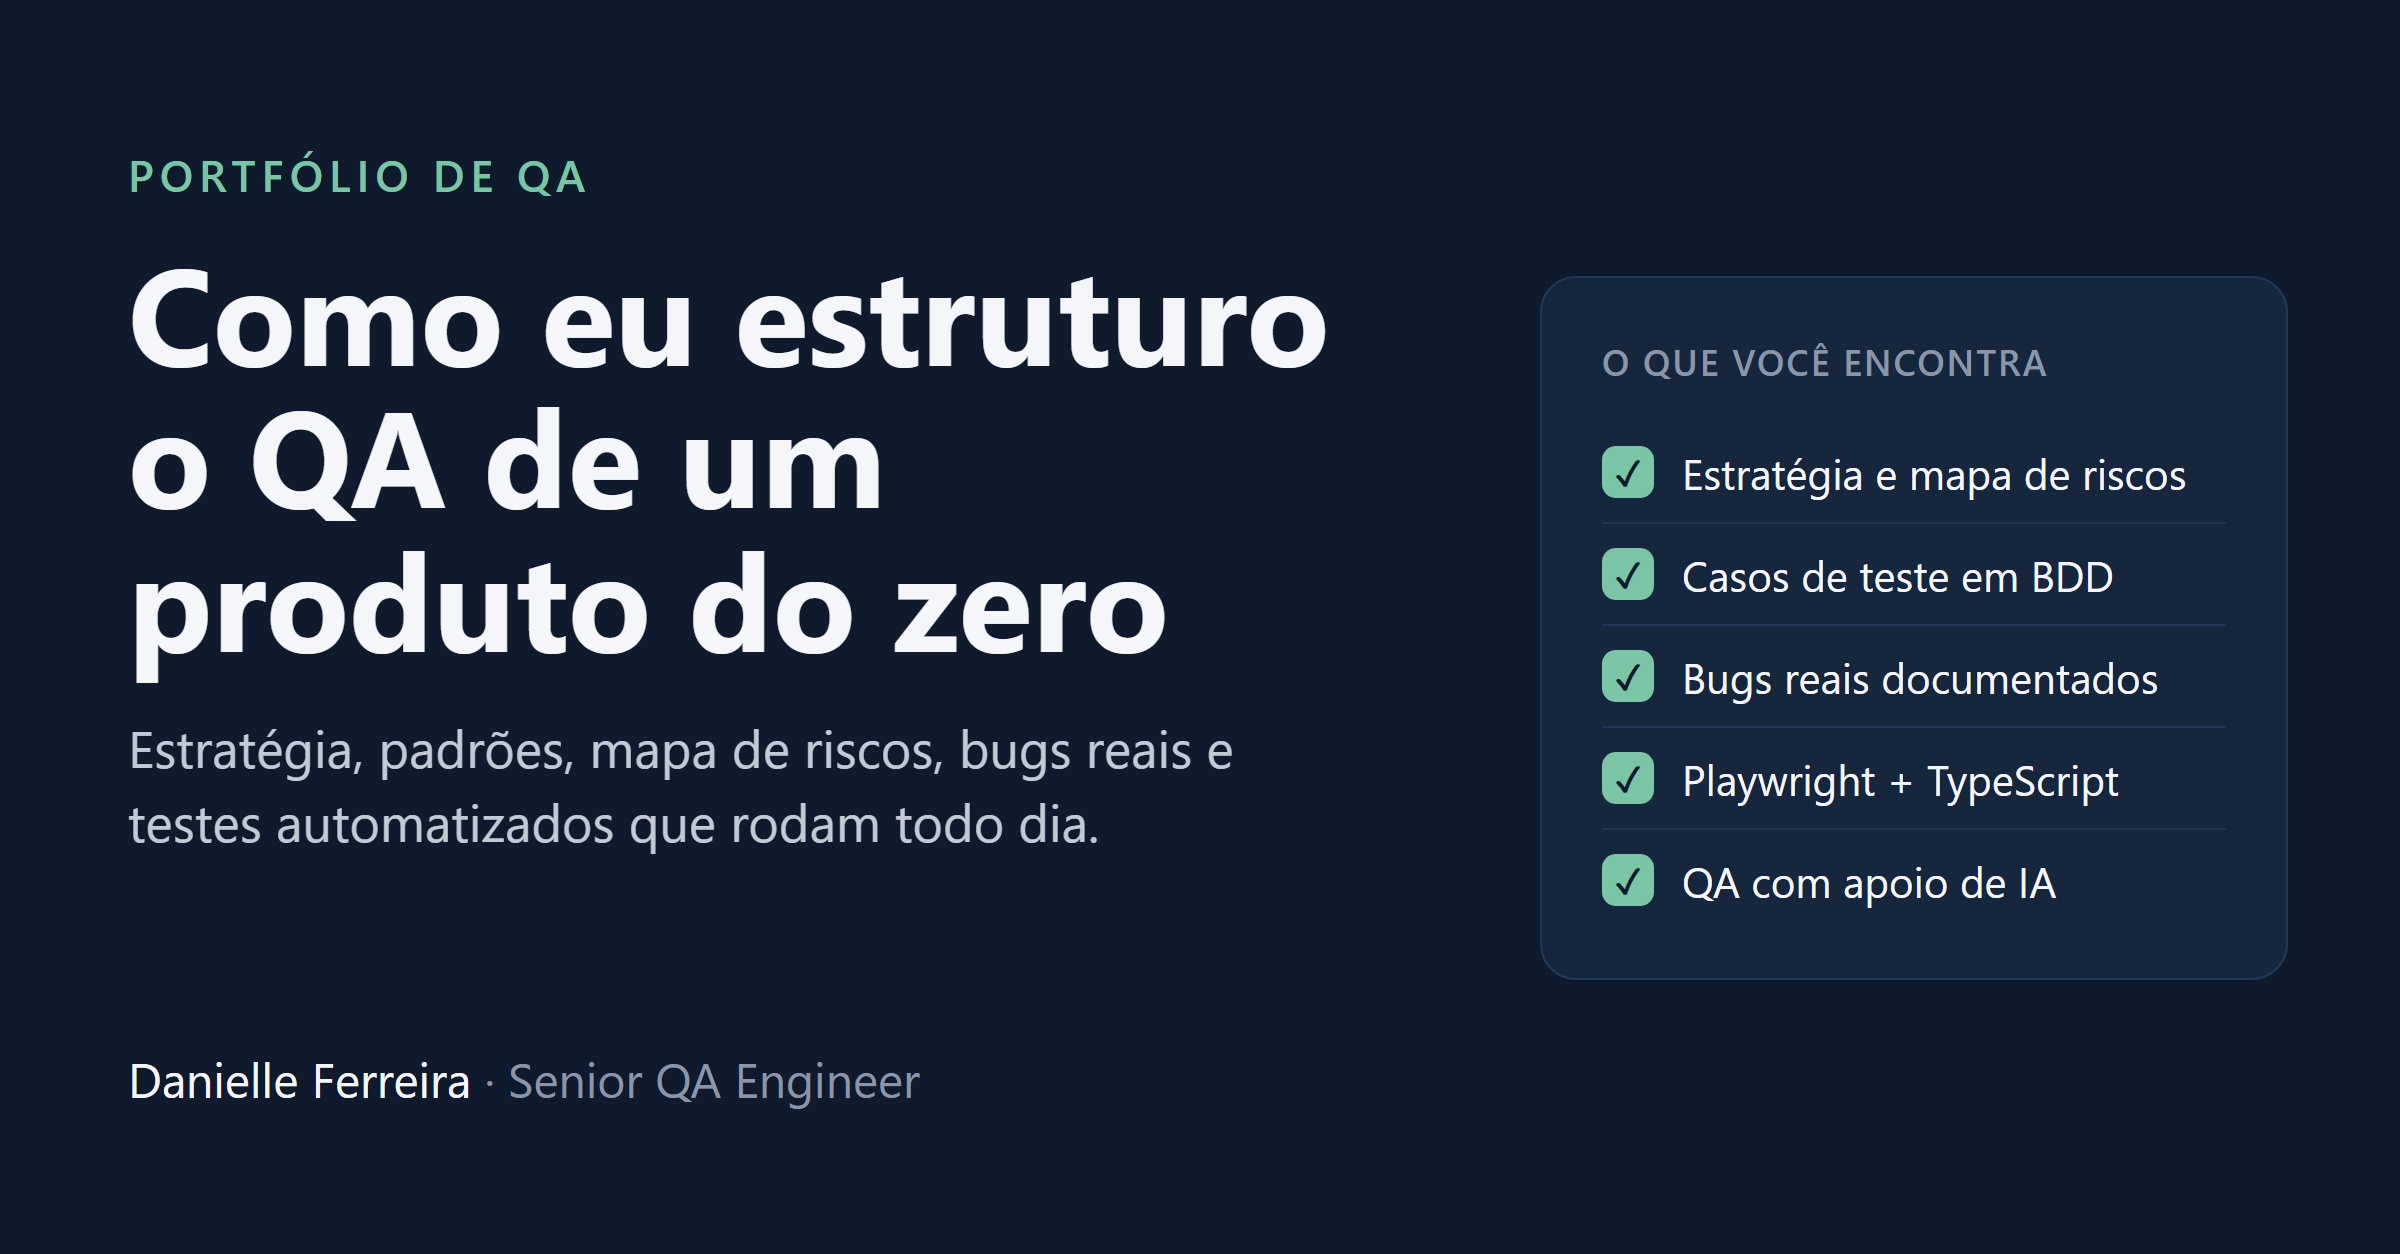 PORTFÓLIO DE QA
Como eu estruturo
o QA de um
produto do zero
Estratégia, padrões, mapa de riscos, bugs reais e
testes automatizados que rodam todo dia.
Danielle Ferreira · Senior QA Engineer
O QUE VOCÊ ENCONTRA
✓ Estratégia e mapa de riscos
✓ Casos de teste em BDD
✓ Bugs reais documentados
✓ Playwright + TypeScript
✓ QA com apoio de IA